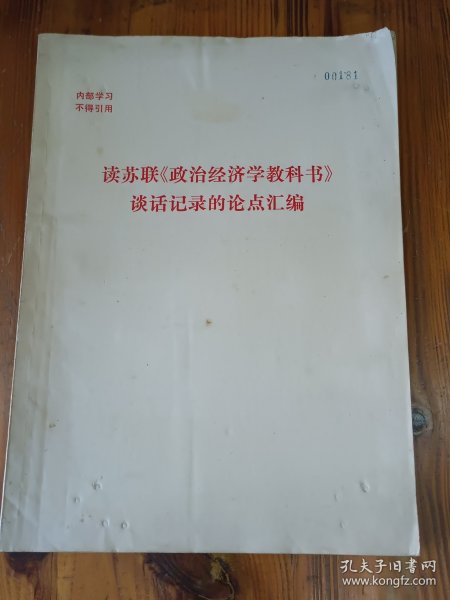 00181
内部学习
不得引用
读苏联《政治经济学教科书》
谈话记录的论点汇编
孔夫子旧书网
www.kongfz.com